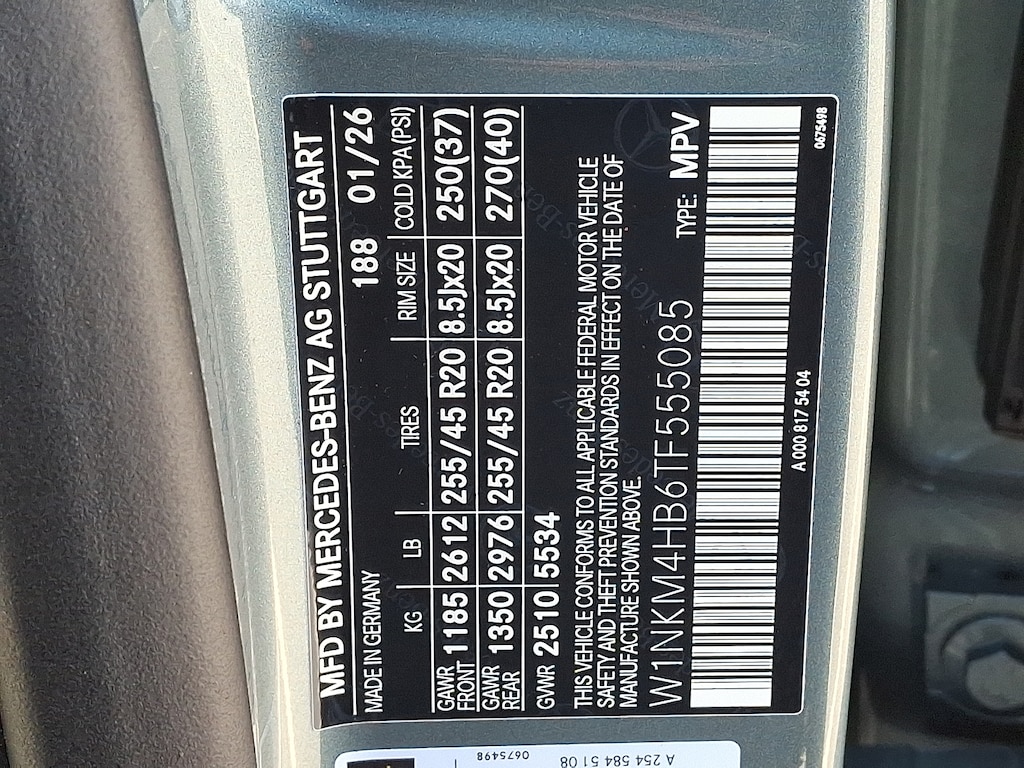 MFD BY MERCEDES-BENZ AG STUTTGART
MADE IN GERMANY 188 01/26
KG LB TIRES RIM SIZE COLD KPA(PSI)
GAWR FRONT 1185 2612 255/45 R20 8.5Jx20 250(37)
GAWR REAR 1350 2976 255/45 R20 8.5Jx20 270(40)
GVWR 2510 5534
THIS VEHICLE CONFORMS TO ALL APPLICABLE FEDERAL MOTOR VEHICLE
SAFETY AND THEFT PREVENTION STANDARDS IN EFFECT ON THE DATE OF
MANUFACTURE SHOWN ABOVE.
W1NKM4HB6TF555085 TYPE: MPV
A 000 817 54 04 0675498
A 254 584 51 08
0675498